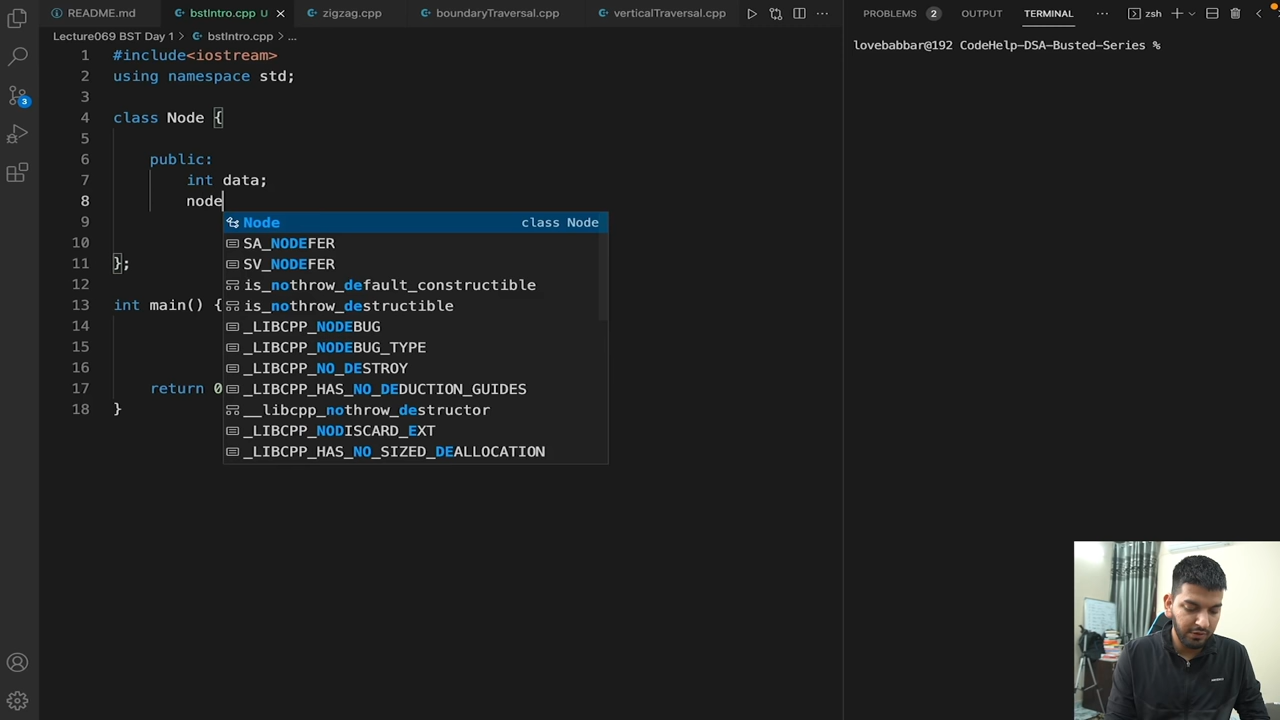 README.md
bstIntro.cpp U
zigzag.cpp
boundaryTraversal.cpp
verticalTraversal.cpp
PROBLEMS 2
OUTPUT
TERMINAL
zsh
Lecture069 BST Day 1 > bstIntro.cpp > ...
1 #include<iostream>
2 using namespace std;
3
4 class Node {
5
6 public:
7 int data;
8 node
9
10
11 };
12
13 int main() {
14
15
16
17 return 0
18 }
Node class Node
SA_NODEFER
SV_NODEFER
is_nothrow_default_constructible
is_nothrow_destructible
_LIBCPP_NODEBUG
_LIBCPP_NODEBUG_TYPE
_LIBCPP_NO_DESTROY
_LIBCPP_HAS_NO_DEDUCTION_GUIDES
__libcpp_nothrow_destructor
_LIBCPP_NODISCARD_EXT
_LIBCPP_HAS_NO_SIZED_DEALLOCATION
lovebabbar@192 CodeHelp-DSA-Busted-Series %
3